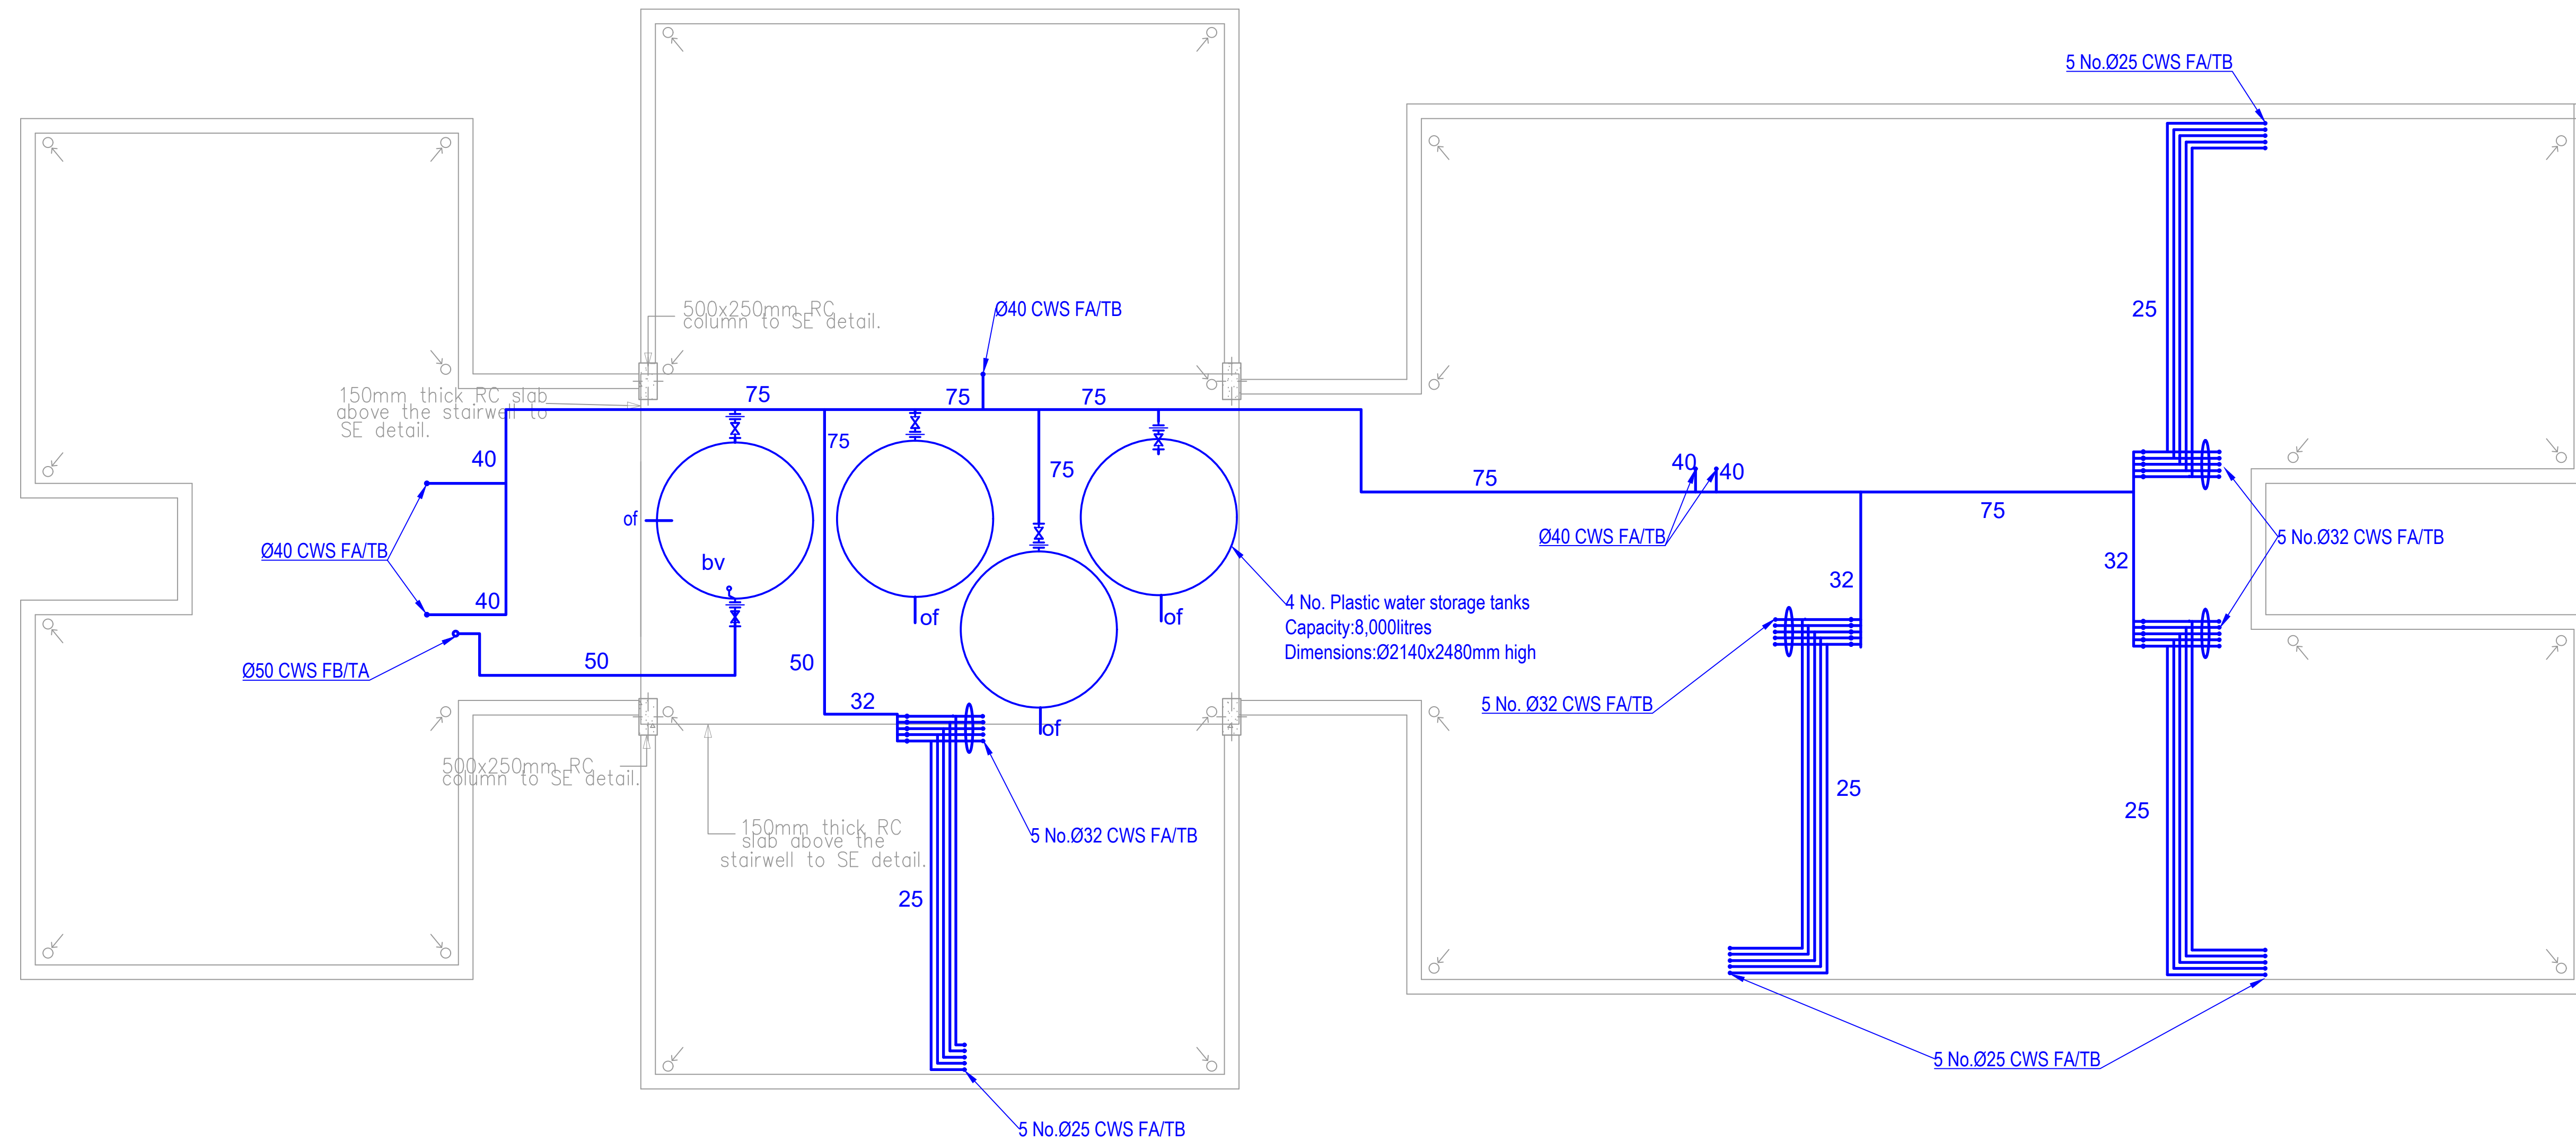 5 No.Ø25 CWS FA/TB
500x250mm RC
column to SE detail.
Ø40 CWS FA/TB
25
150mm thick RC slab
above the stairwell to
SE detail.
75
75
75
75
75
40
75
40
40
75
of
bv
Ø40 CWS FA/TB
Ø40 CWS FA/TB
5 No.Ø32 CWS FA/TB
32
32
40
of
of
4 No. Plastic water storage tanks
Capacity:8,000litres
Dimensions:Ø2140x2480mm high
50
50
Ø50 CWS FB/TA
32
5 No. Ø32 CWS FA/TB
of
500x250mm RC
column to SE detail.
25
25
150mm thick RC
slab above the
stairwell to SE detail.
5 No.Ø32 CWS FA/TB
25
5 No.Ø25 CWS FA/TB
5 No.Ø25 CWS FA/TB